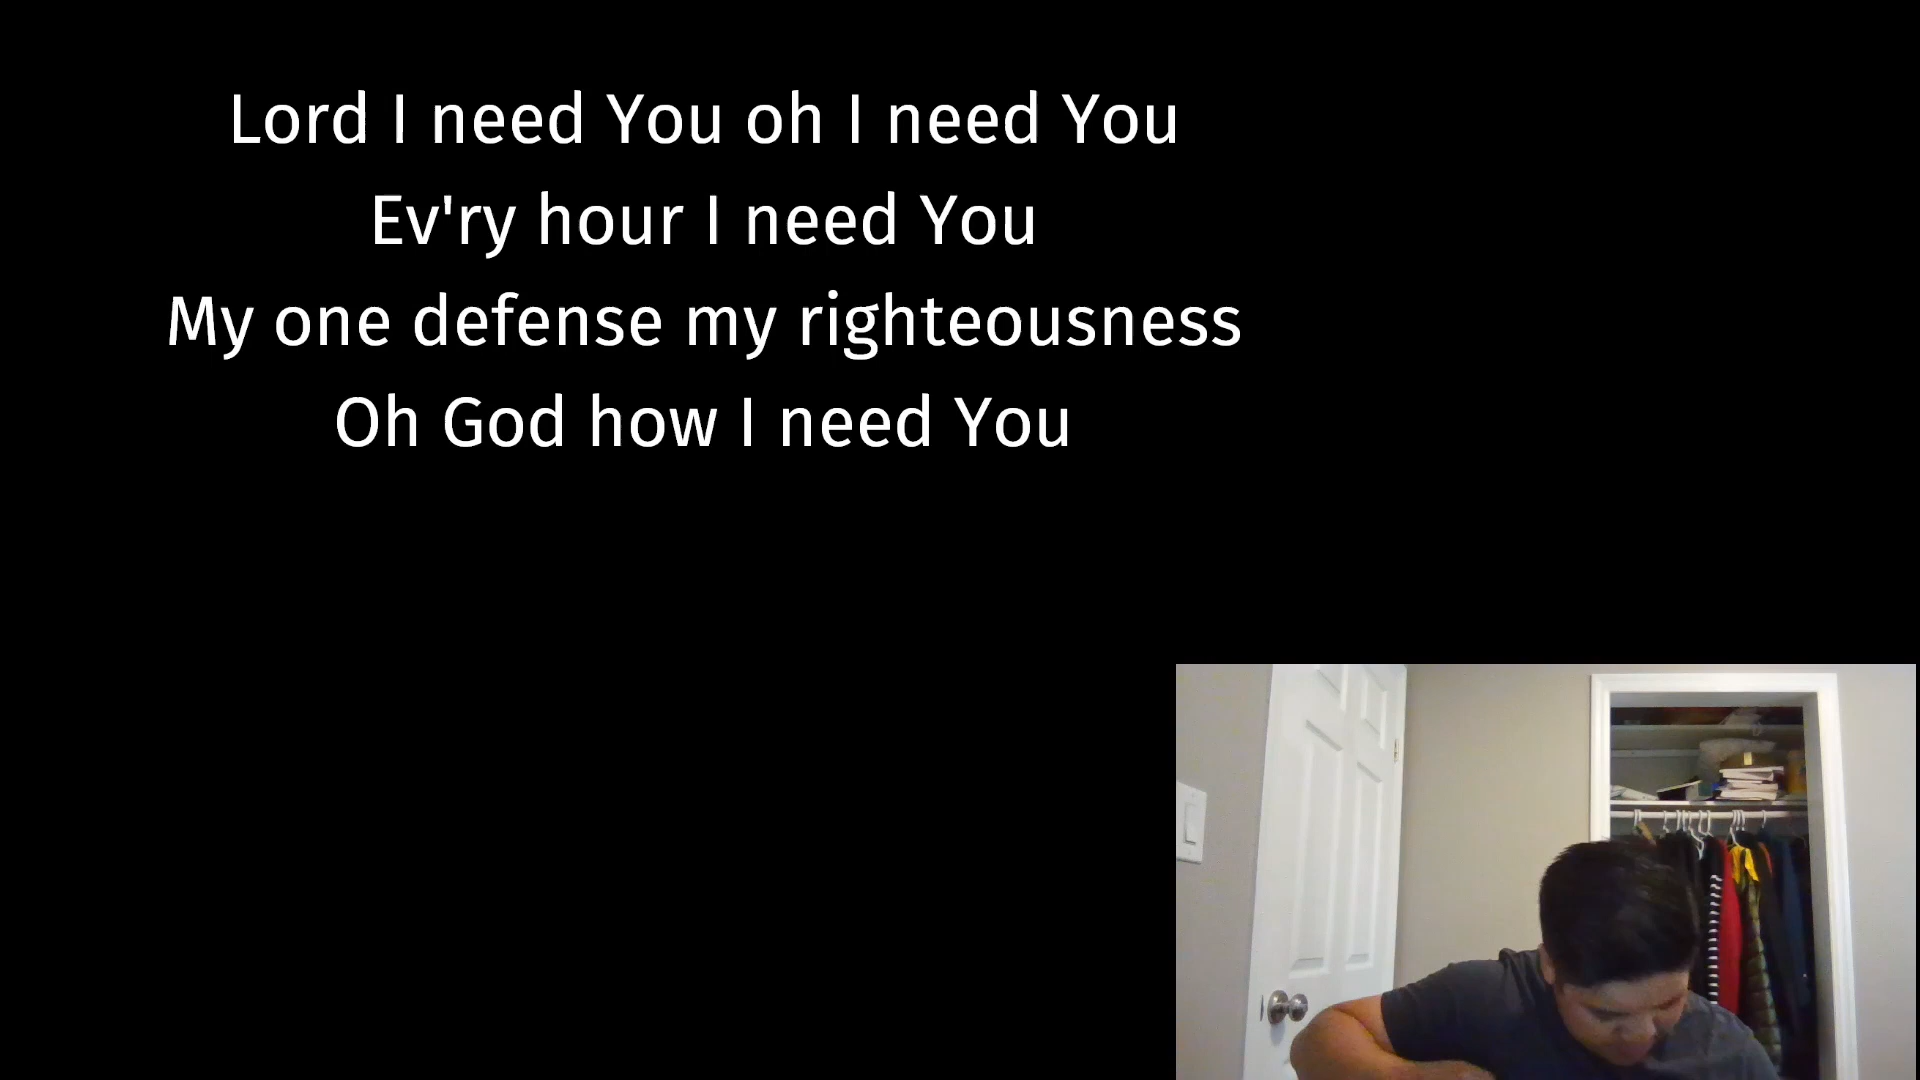 Lord I need You oh I need You
Ev'ry hour I need You
My one defense my righteousness
Oh God how I need You